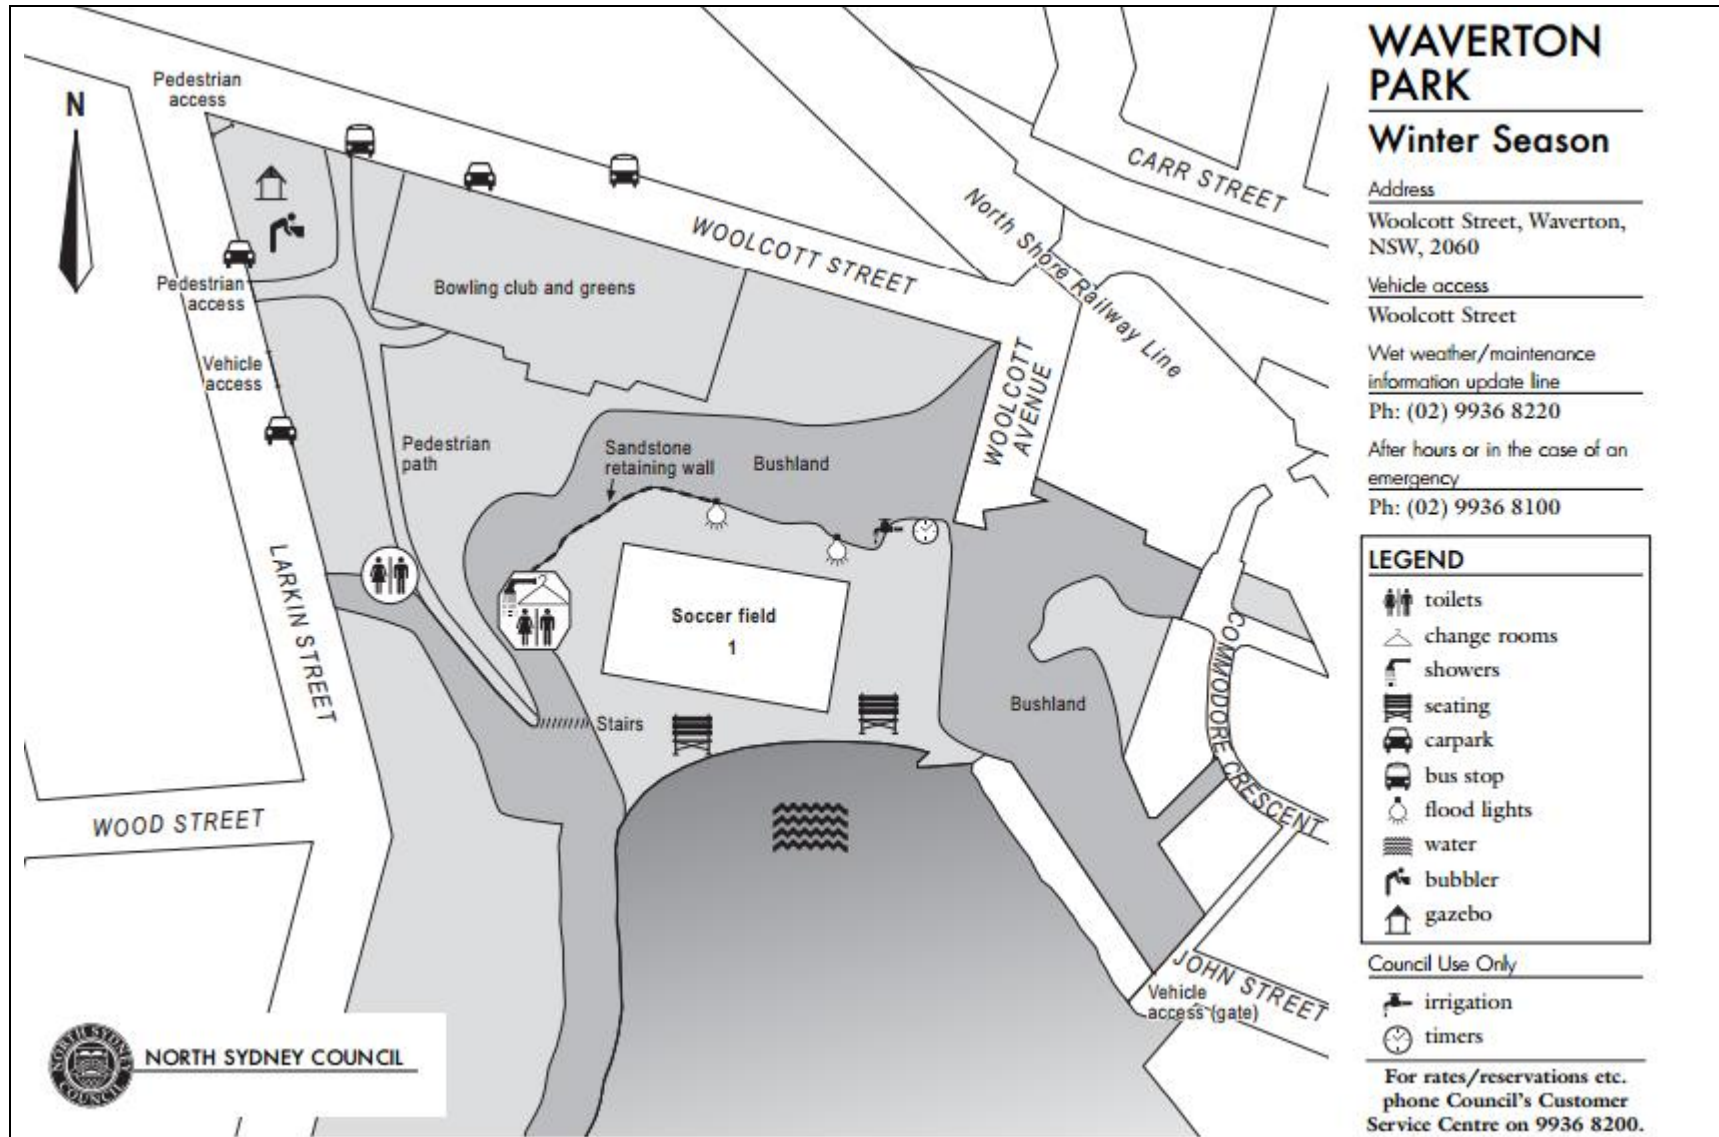 Pedestrian
access
N
CARR STREET
North Shore Railway Line
WOOLCOTT STREET
Pedestrian
access
Bowling club and greens
WOOLCOTT
AVENUE
Vehicle
access
Pedestrian
path
Sandstone
retaining wall
Bushland
LARKIN STREET
Soccer field
1
COMMODORE CRESCENT
Bushland
Stairs
WOOD STREET
JOHN STREET
Vehicle
access (gate)
NORTH SYDNEY
COUNCIL
NORTH SYDNEY COUNCIL
WAVERTON
PARK
Winter Season
Address
Woolcott Street, Waverton,
NSW, 2060
Vehicle access
Woolcott Street
Wet weather/maintenance
information update line
Ph: (02) 9936 8220
After hours or in the case of an
emergency
Ph: (02) 9936 8100
LEGEND
toilets
change rooms
showers
seating
carpark
bus stop
flood lights
water
bubbler
gazebo
Council Use Only
irrigation
timers
For rates/reservations etc.
phone Council's Customer
Service Centre on 9936 8200.